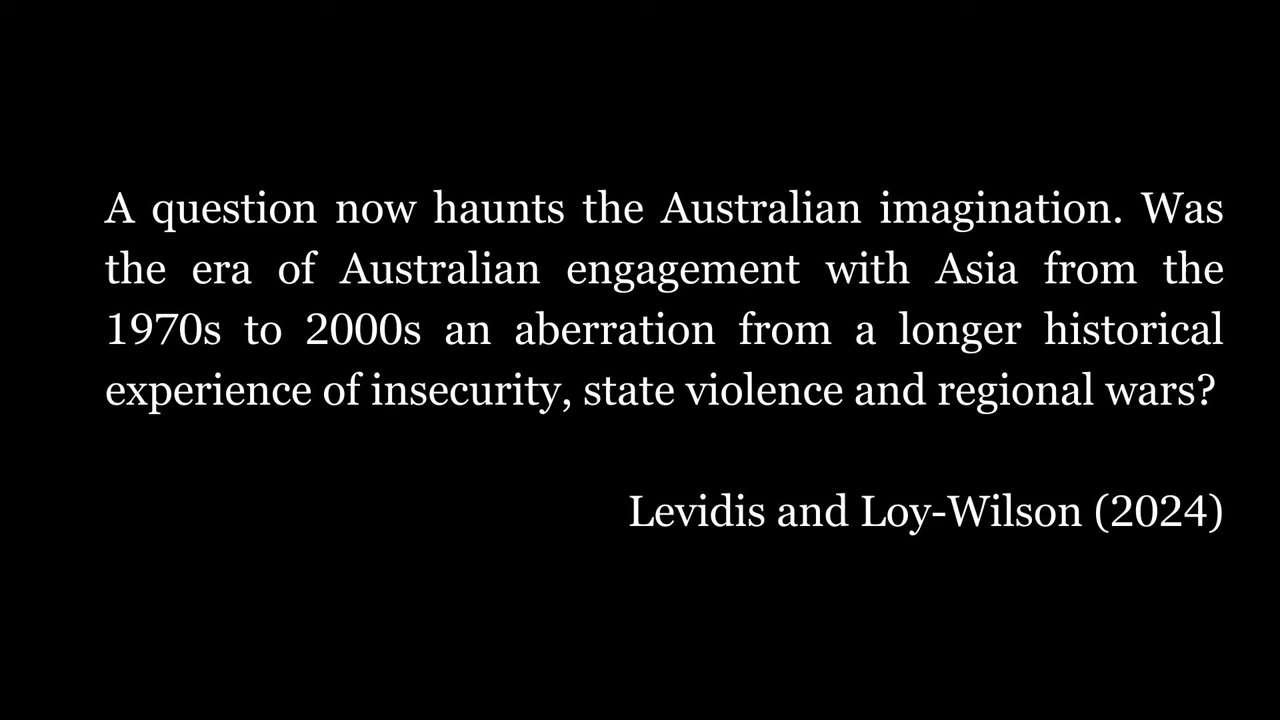 A question now haunts the Australian imagination. Was
the era of Australian engagement with Asia from the
1970s to 2000s an aberration from a longer historical
experience of insecurity, state violence and regional wars?
Levidis and Loy-Wilson (2024)